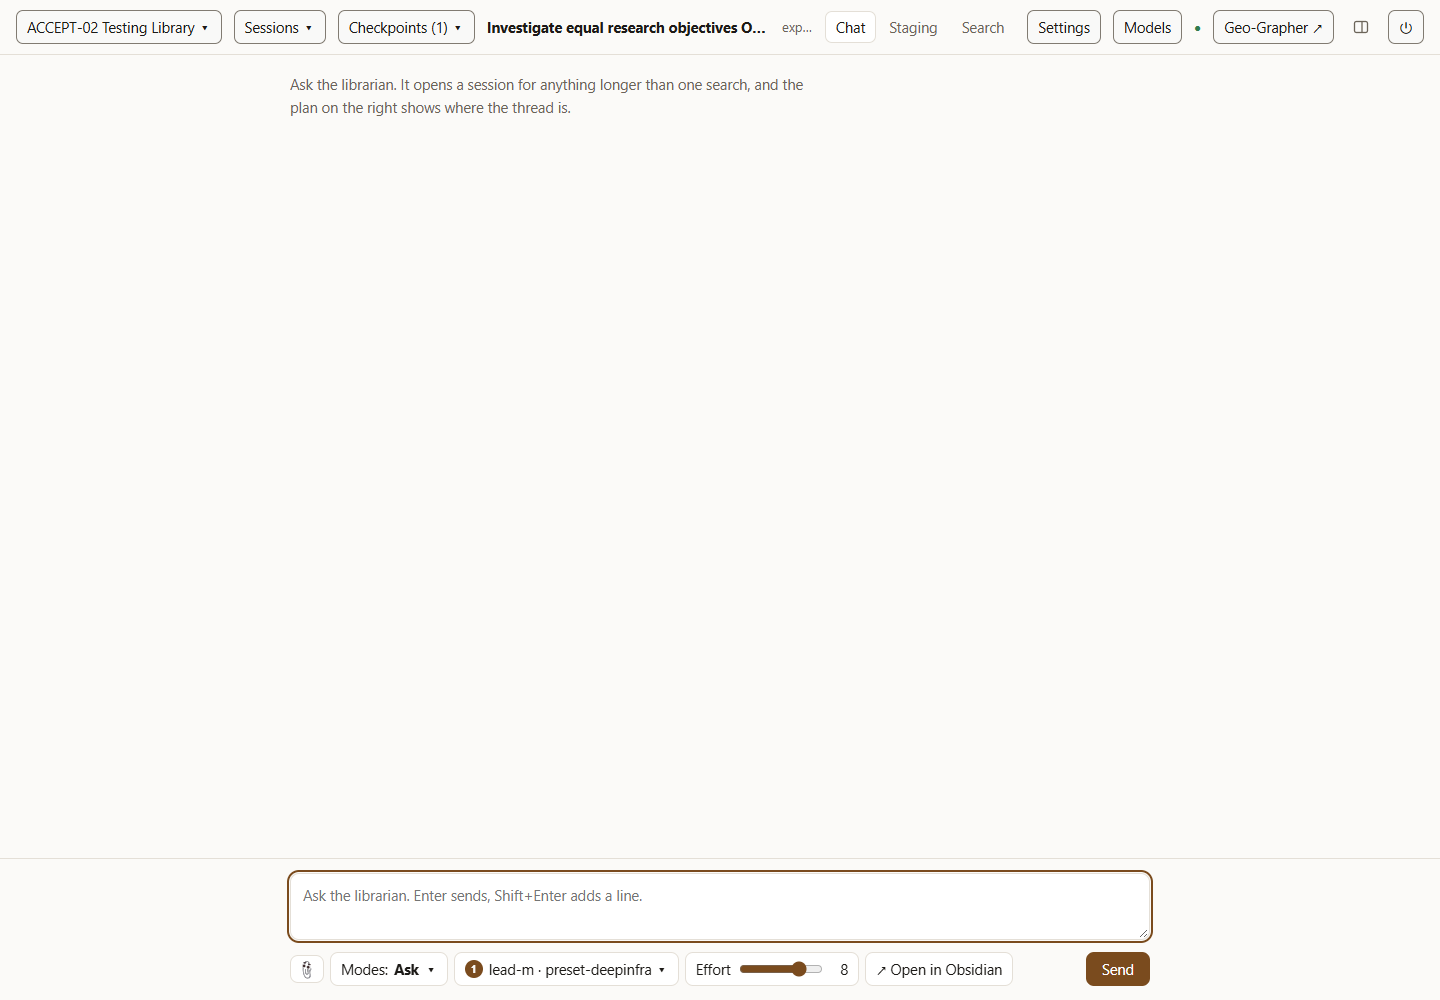 ACCEPT-02 Testing Library ▾ Sessions ▾ Checkpoints (1) ▾ Investigate equal research objectives O... exp... Chat Staging Search Settings Models Geo-Grapher ↗
Ask the librarian. It opens a session for anything longer than one search, and the
plan on the right shows where the thread is.
Ask the librarian. Enter sends, Shift+Enter adds a line.
Modes: Ask ▾ 1 lead-m · preset-deepinfra ▾ Effort 8 ↗ Open in Obsidian Send